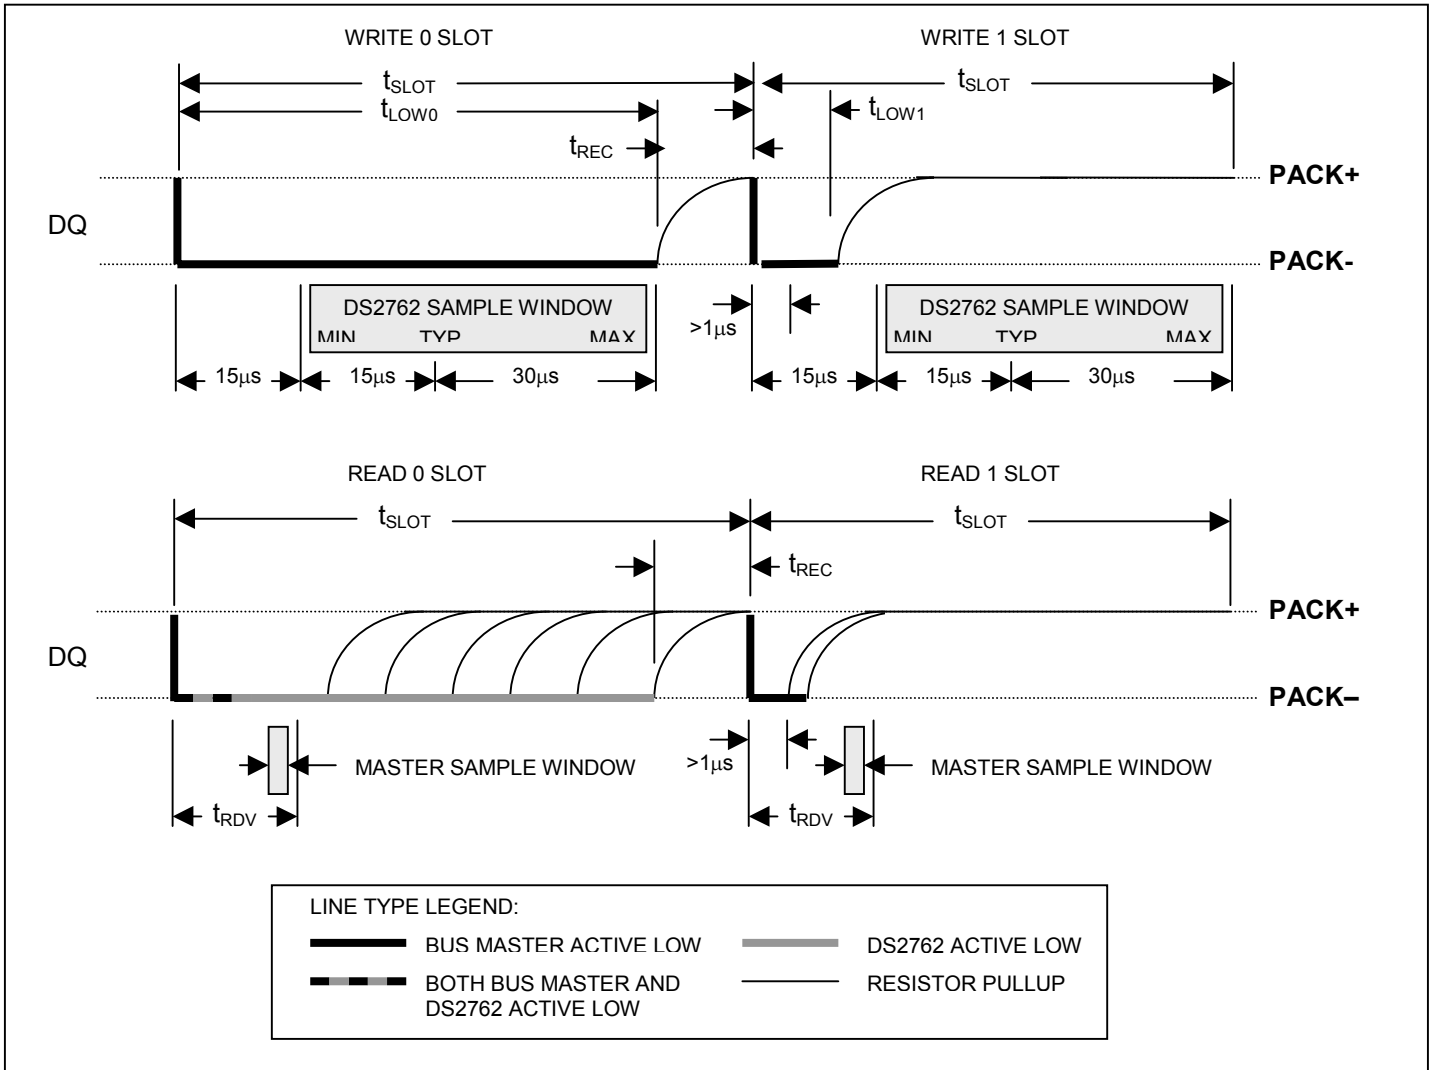 WRITE 0 SLOT
WRITE 1 SLOT
tSLOT
tSLOT
tLOW0
tLOW1
tREC
PACK+
DQ
PACK-
DS2762 SAMPLE WINDOW
MIN TYP MAX
>1µs
DS2762 SAMPLE WINDOW
MIN TYP MAX
15µs 15µs 30µs
15µs 15µs 30µs
READ 0 SLOT
READ 1 SLOT
tSLOT
tSLOT
tREC
PACK+
DQ
PACK–
MASTER SAMPLE WINDOW
>1µs
MASTER SAMPLE WINDOW
tRDV
tRDV
LINE TYPE LEGEND:
BUS MASTER ACTIVE LOW
DS2762 ACTIVE LOW
BOTH BUS MASTER AND
DS2762 ACTIVE LOW
RESISTOR PULLUP